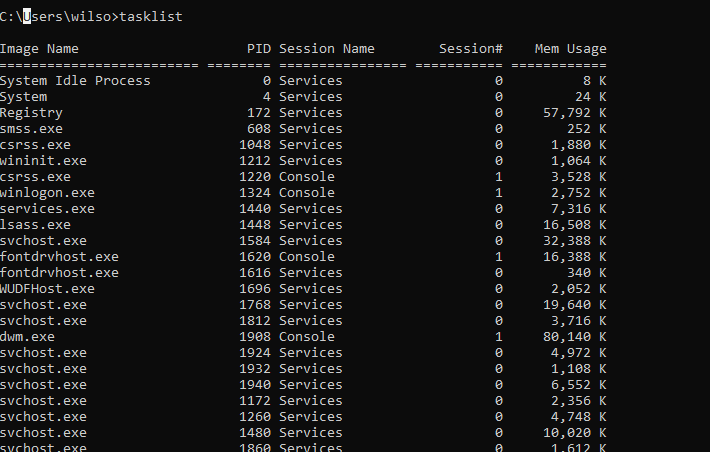 C:\Users\wilso>tasklist
Image Name                     PID Session Name        Session#    Mem Usage
========================= ======== ================ =========== ============
System Idle Process              0 Services                   0          8 K
System                           4 Services                   0         24 K
Registry                       172 Services                   0     57,792 K
smss.exe                       608 Services                   0        252 K
csrss.exe                     1048 Services                   0      1,880 K
wininit.exe                   1212 Services                   0      1,064 K
csrss.exe                     1220 Console                    1      3,528 K
winlogon.exe                  1324 Console                    1      2,752 K
services.exe                  1440 Services                   0      7,316 K
lsass.exe                     1448 Services                   0     16,508 K
svchost.exe                   1584 Services                   0     32,388 K
fontdrvhost.exe               1620 Console                    1     16,388 K
fontdrvhost.exe               1616 Services                   0        340 K
WUDFHost.exe                  1696 Services                   0      2,052 K
svchost.exe                   1768 Services                   0     19,640 K
svchost.exe                   1812 Services                   0      3,716 K
dwm.exe                       1908 Console                    1     80,140 K
svchost.exe                   1924 Services                   0      4,972 K
svchost.exe                   1932 Services                   0      1,108 K
svchost.exe                   1940 Services                   0      6,552 K
svchost.exe                   1172 Services                   0      2,356 K
svchost.exe                   1260 Services                   0      4,748 K
svchost.exe                   1480 Services                   0     10,020 K
svchost.exe                   1860 Services                   0      1,612 K